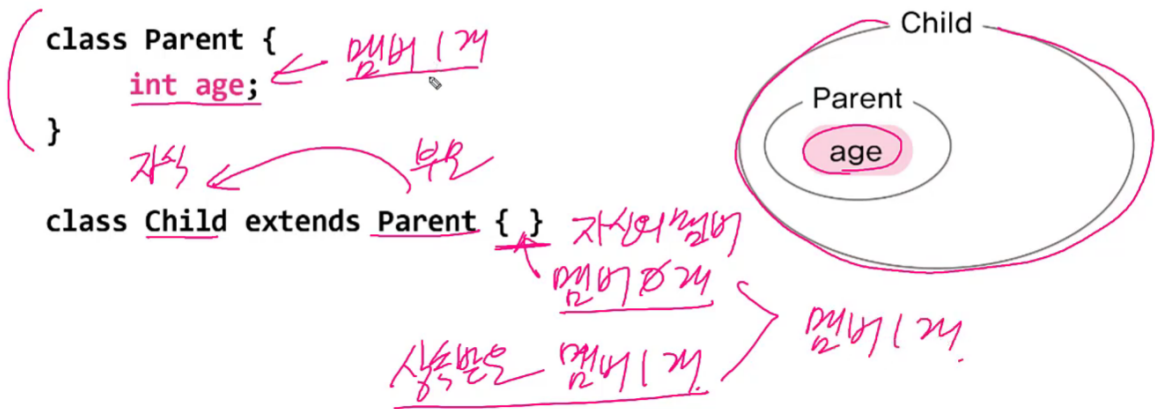 class Parent {
멤버 1개
int age;
}
자식
부모
class Child extends Parent { }
자신의 멤버
멤버 0개
상속받은 멤버 1개
멤버 1개
Child
Parent
age